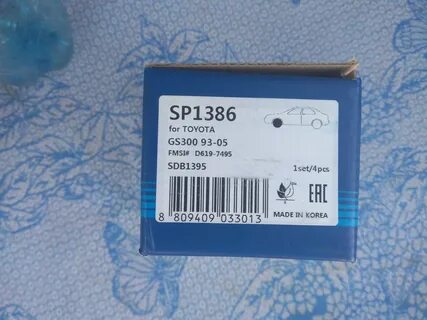 SP1386
for TOYOTA
GS300 93-05
FMSI# D619-7495
SDB1395
1set/4pcs
EAC
8 809409 033013
MADE IN KOREA